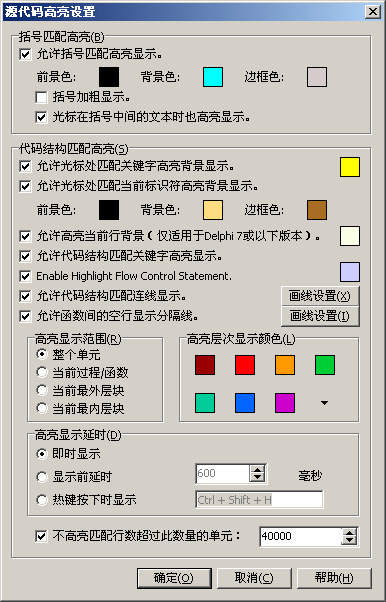 源代码高亮设置
括号匹配高亮(B)
允许括号匹配高亮显示。
前景色: 背景色: 边框色:
括号加粗显示。
光标在括号中间的文本时也高亮显示。
代码结构匹配高亮(S)
允许光标处匹配关键字高亮背景显示。
允许光标处匹配当前标识符高亮背景显示。
前景色: 背景色: 边框色:
允许高亮当前行背景（仅适用于Delphi 7或以下版本）。
允许代码结构匹配关键字高亮显示。
Enable Highlight Flow Control Statement.
允许代码结构匹配连线显示。 画线设置(X)
允许函数间的空行显示分隔线。 画线设置(I)
高亮显示范围(R)
整个单元
当前过程/函数
当前最外层块
当前最内层块
高亮层次显示颜色(L)
高亮显示延时(D)
即时显示
显示前延时 600 毫秒
热键按下时显示 Ctrl + Shift + H
不高亮匹配行数超过此数量的单元： 40000
确定(O) 取消(C) 帮助(H)